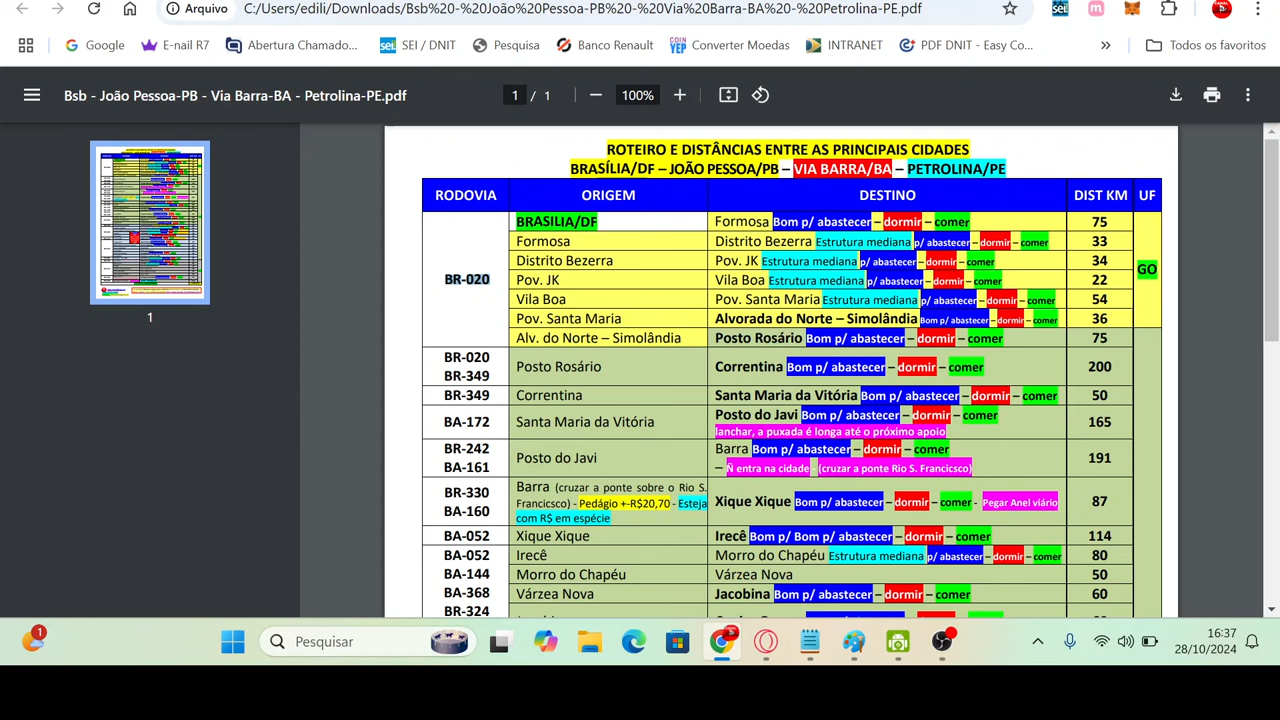 Arquivo C:/Users/edili/Downloads/Bsb%20-%20João%20Pessoa-PB%20-%20Via%20Barra-BA%20-%20Petrolina-PE.pdf
Google E-nail R7 Abertura Chamado... SEI / DNIT Pesquisa Banco Renault COIN YEP Converter Moedas INTRANET PDF DNIT - Easy Co... » Todos os favoritos
Bsb - João Pessoa-PB - Via Barra-BA - Petrolina-PE.pdf 1 / 1 100%
1
ROTEIRO E DISTÂNCIAS ENTRE AS PRINCIPAIS CIDADES
BRASÍLIA/DF – JOÃO PESSOA/PB – VIA BARRA/BA – PETROLINA/PE
RODOVIA ORIGEM DESTINO DIST KM UF
BRASILIA/DF Formosa Bom p/ abastecer – dormir – comer 75
Formosa Distrito Bezerra Estrutura mediana p/ abastecer – dormir – comer 33
Distrito Bezerra Pov. JK Estrutura mediana p/ abastecer – dormir – comer 34
BR-020 Pov. JK Vila Boa Estrutura mediana p/ abastecer – dormir – comer 22 GO
Vila Boa Pov. Santa Maria Estrutura mediana p/ abastecer – dormir – comer 54
Pov. Santa Maria Alvorada do Norte – Simolândia Bom p/ abastecer – dormir – comer 36
Alv. do Norte – Simolândia Posto Rosário Bom p/ abastecer – dormir – comer 75
BR-020
BR-349 Posto Rosário Correntina Bom p/ abastecer – dormir – comer 200
BR-349 Correntina Santa Maria da Vitória Bom p/ abastecer – dormir – comer 50
BA-172 Santa Maria da Vitória Posto do Javi Bom p/ abastecer – dormir – comer 165
lanchar, a puxada é longa até o próximo apoio
BR-242
BA-161 Posto do Javi Barra Bom p/ abastecer – dormir – comer 191
– Ñ entra na cidade - (cruzar a ponte Rio S. Francicsco)
BR-330
BA-160 Barra (cruzar a ponte sobre o Rio S.
Francicsco) - Pedágio +-R$20,70 - Esteja
com R$ em espécie
Xique Xique Bom p/ abastecer – dormir – comer - Pegar Anel viário 87
BA-052 Xique Xique Irecê Bom p/ Bom p/ abastecer – dormir – comer 114
BA-052 Irecê Morro do Chapéu Estrutura mediana p/ abastecer – dormir – comer 80
BA-144 Morro do Chapéu Várzea Nova 50
BA-368 Várzea Nova Jacobina Bom p/ abastecer – dormir – comer 60
BR-324
Pesquisar 1
16:37
28/10/2024